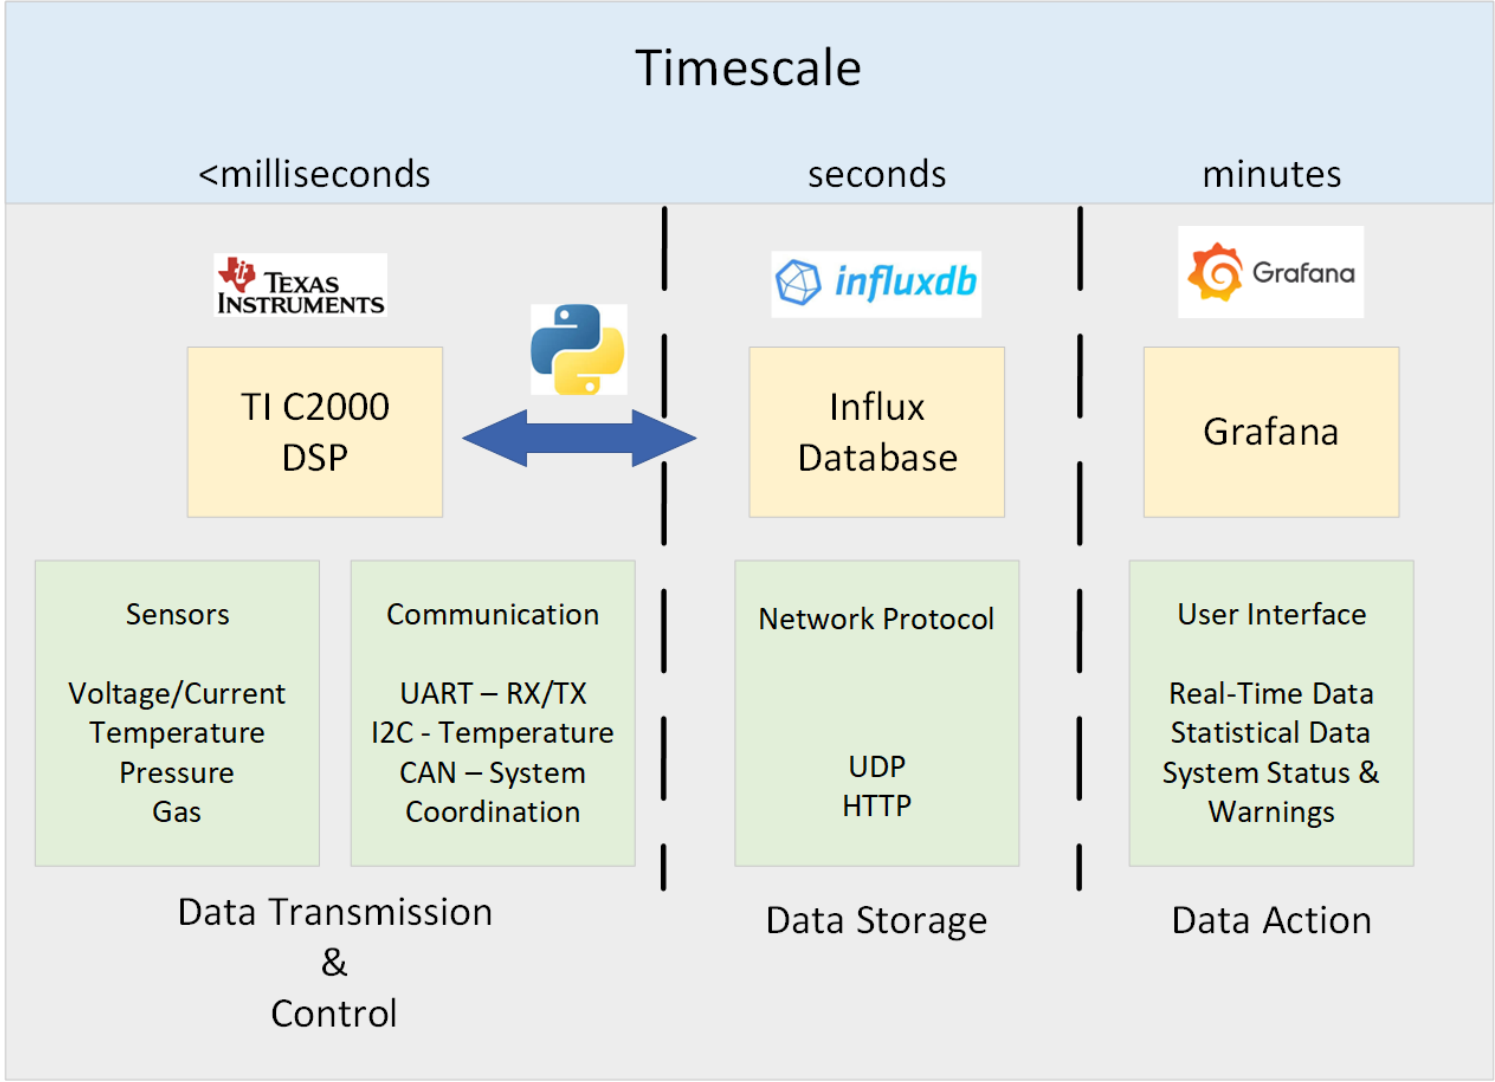 Timescale
<milliseconds
seconds
minutes
TEXAS
INSTRUMENTS
influxdb
Grafana
TI C2000
DSP
Influx
Database
Grafana
Sensors
Voltage/Current
Temperature
Pressure
Gas
Communication
UART – RX/TX
I2C - Temperature
CAN – System
Coordination
Network Protocol
UDP
HTTP
User Interface
Real-Time Data
Statistical Data
System Status &
Warnings
Data Transmission
&
Control
Data Storage
Data Action